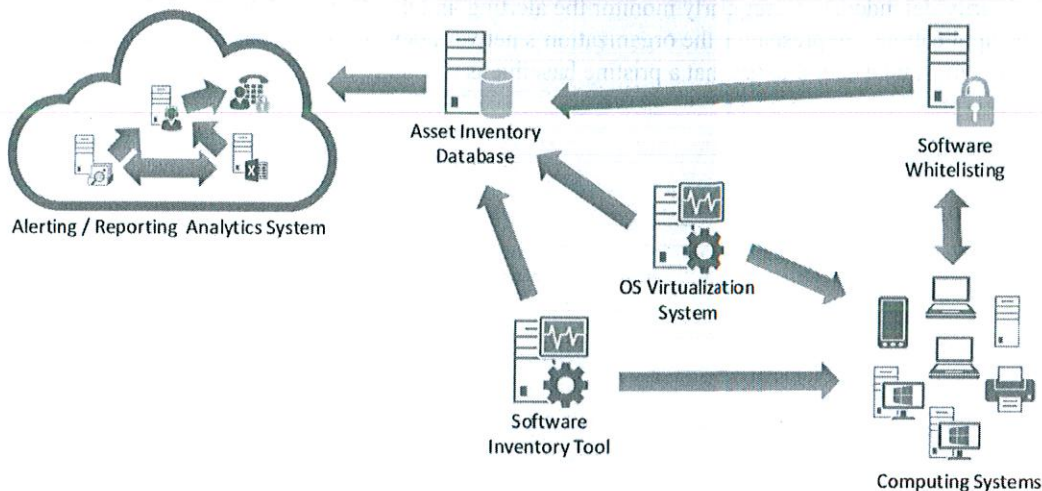 Asset Inventory
Database
Software
Whitelisting
Alerting / Reporting Analytics System
OS Virtualization
System
Software
Inventory Tool
Computing Systems